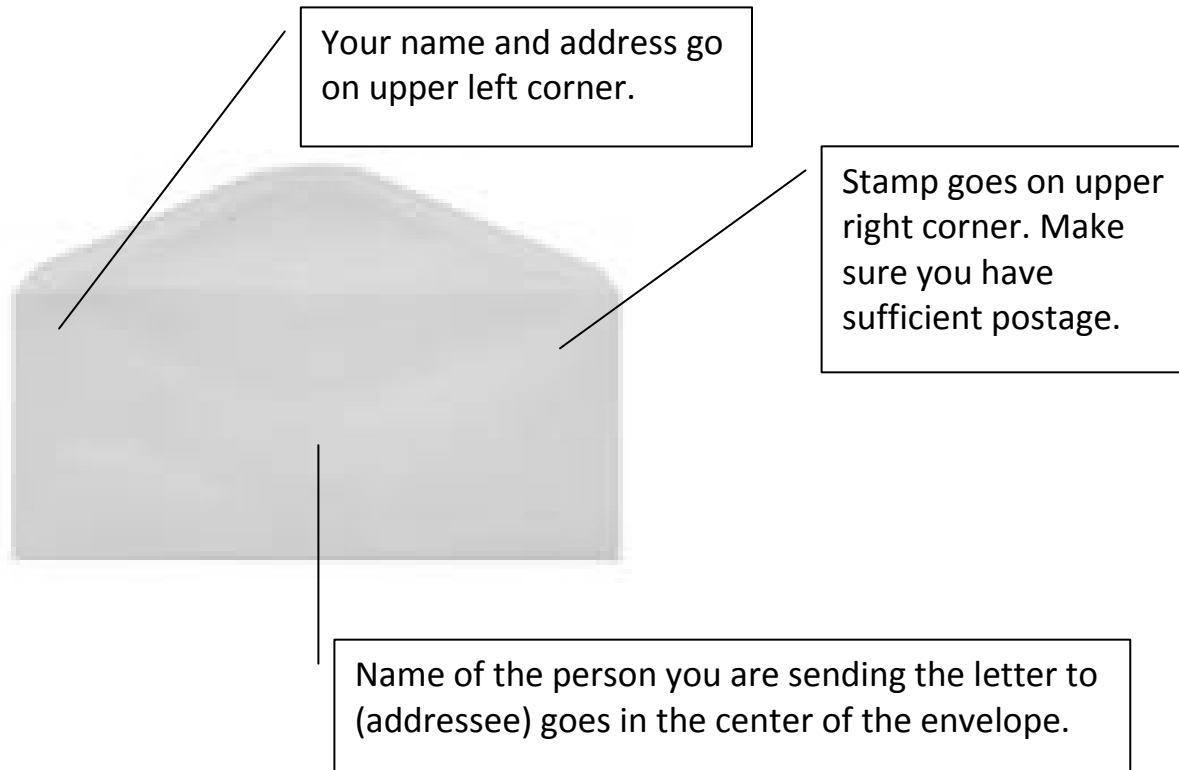 Your name and address go
on upper left corner.
Stamp goes on upper
right corner. Make
sure you have
sufficient postage.
Name of the person you are sending the letter to
(addressee) goes in the center of the envelope.